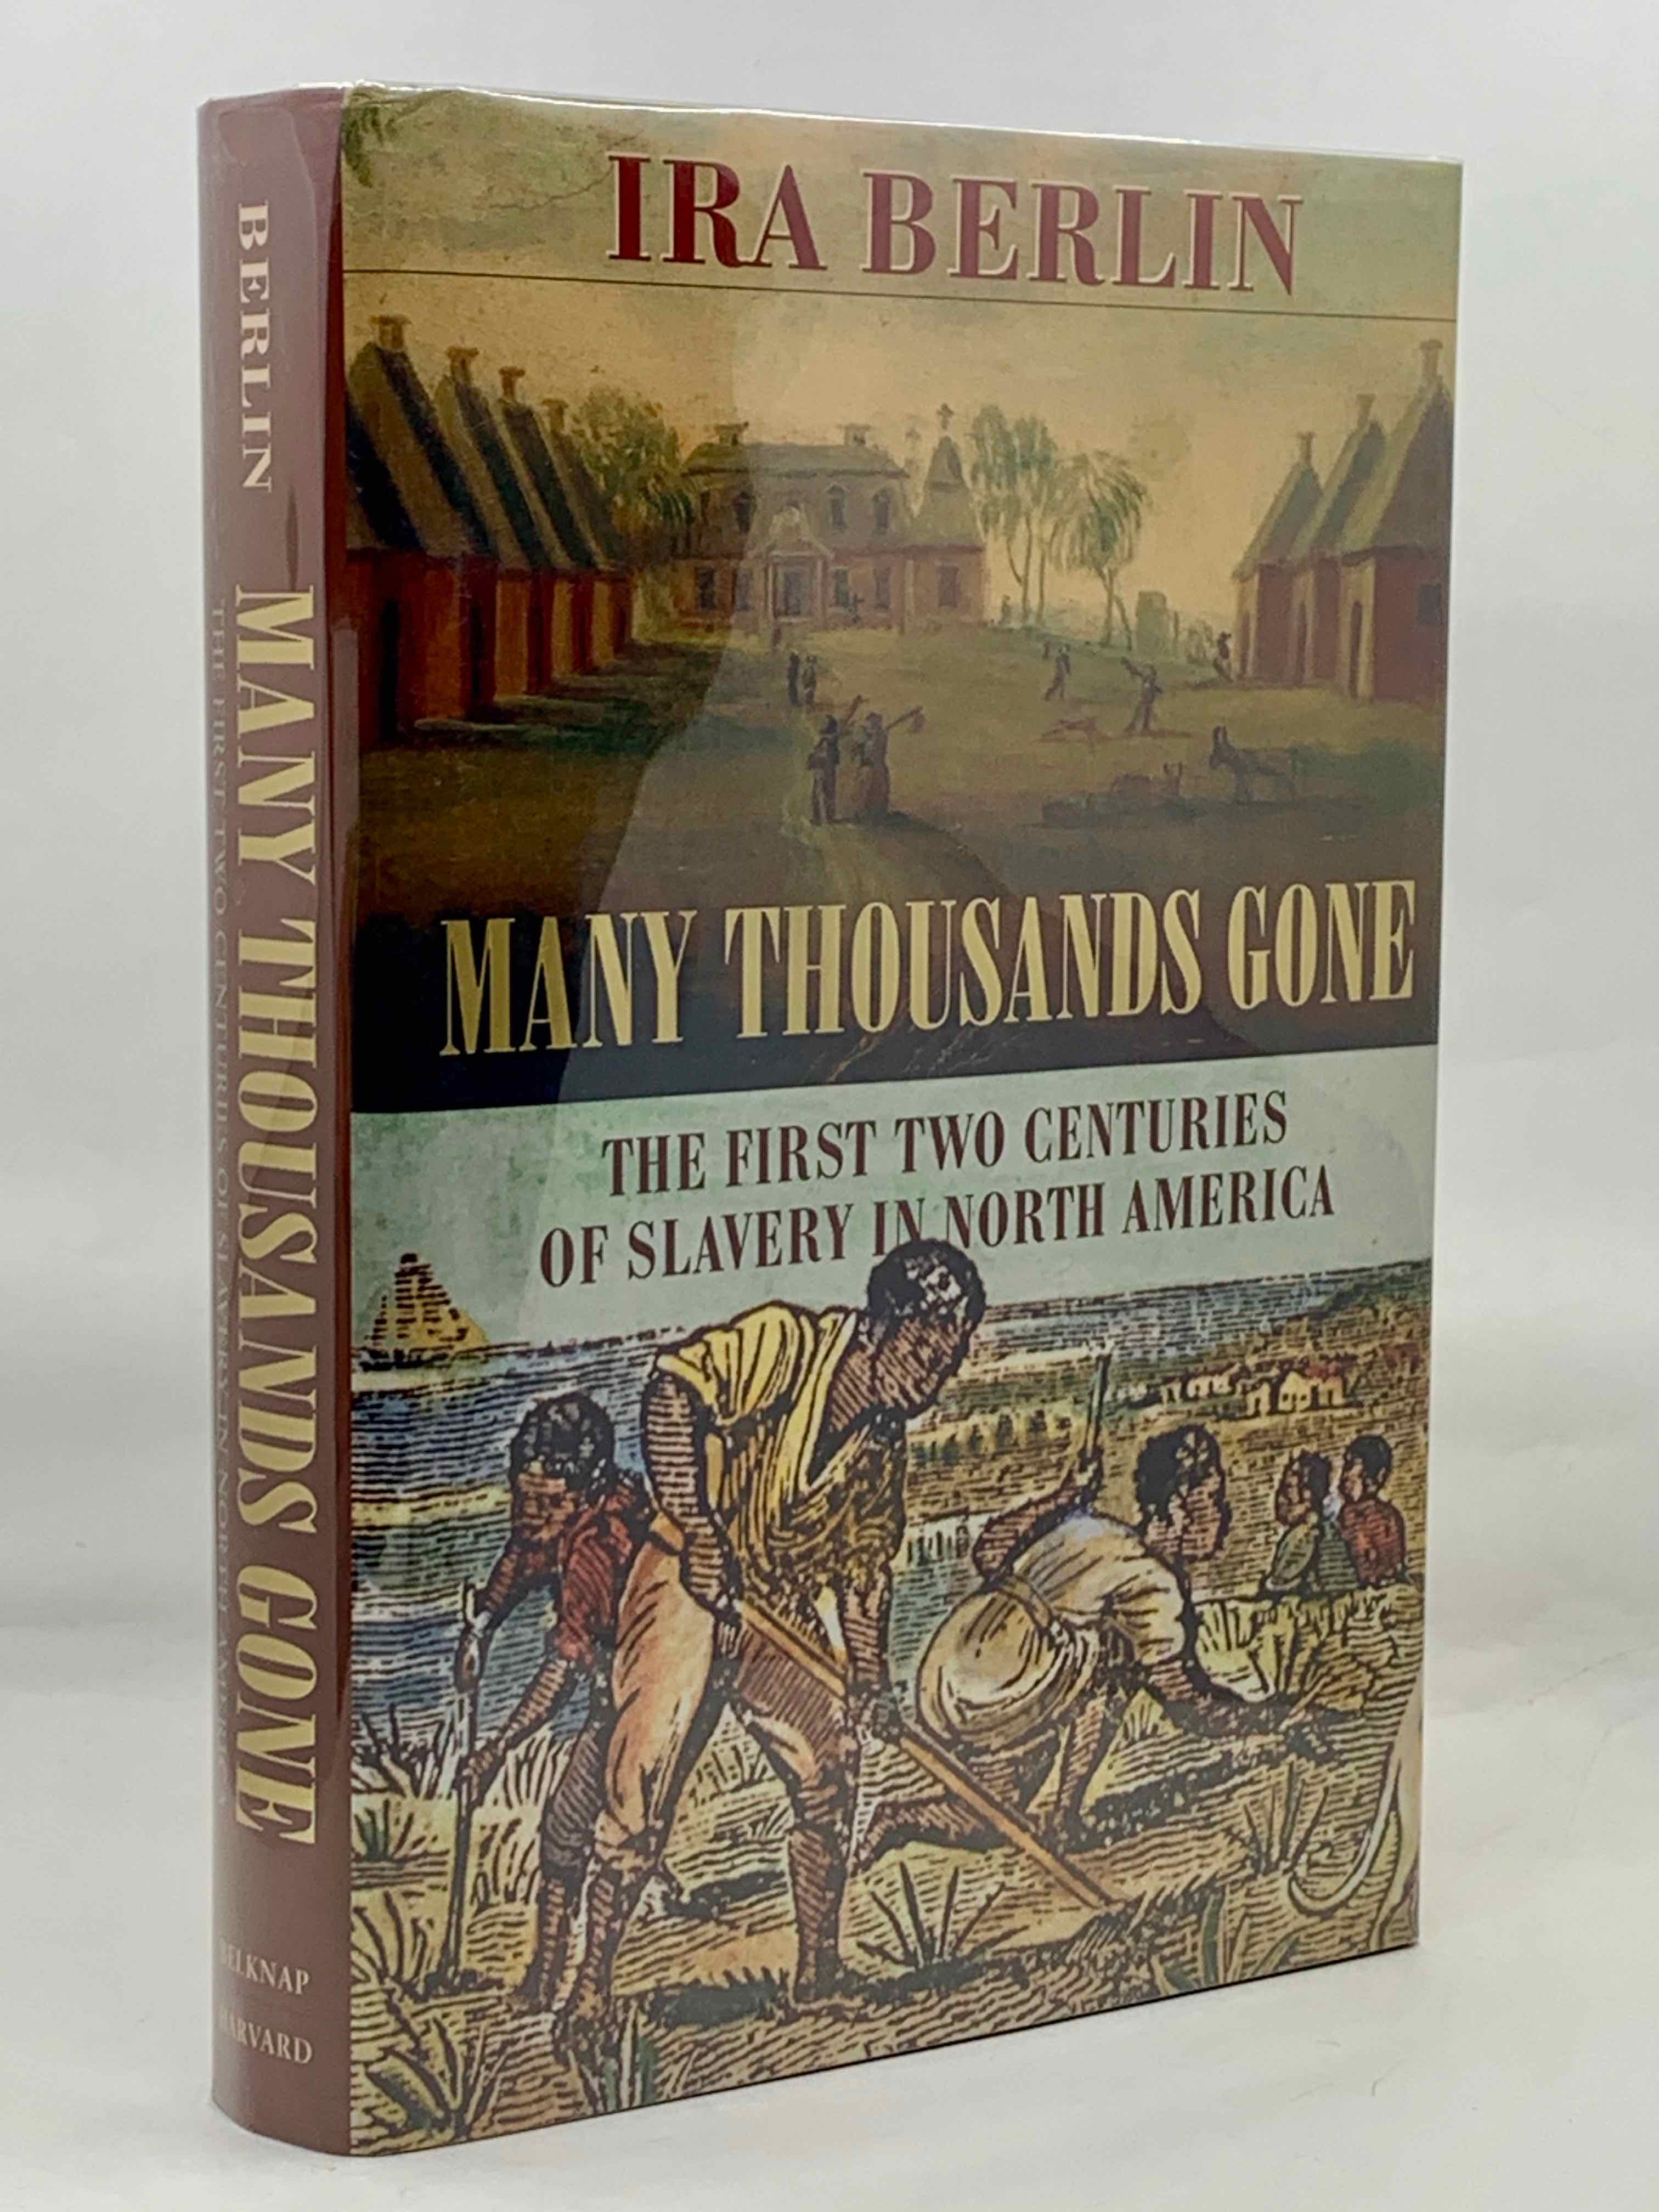 IRA BERLIN
MANY THOUSANDS GONE
THE FIRST TWO CENTURIES
OF SLAVERY IN NORTH AMERICA
BERLIN
MANY THOUSANDS GONE
THE FIRST TWO CENTURIES OF SLAVERY IN NORTH AMERICA
BELKNAP
HARVARD